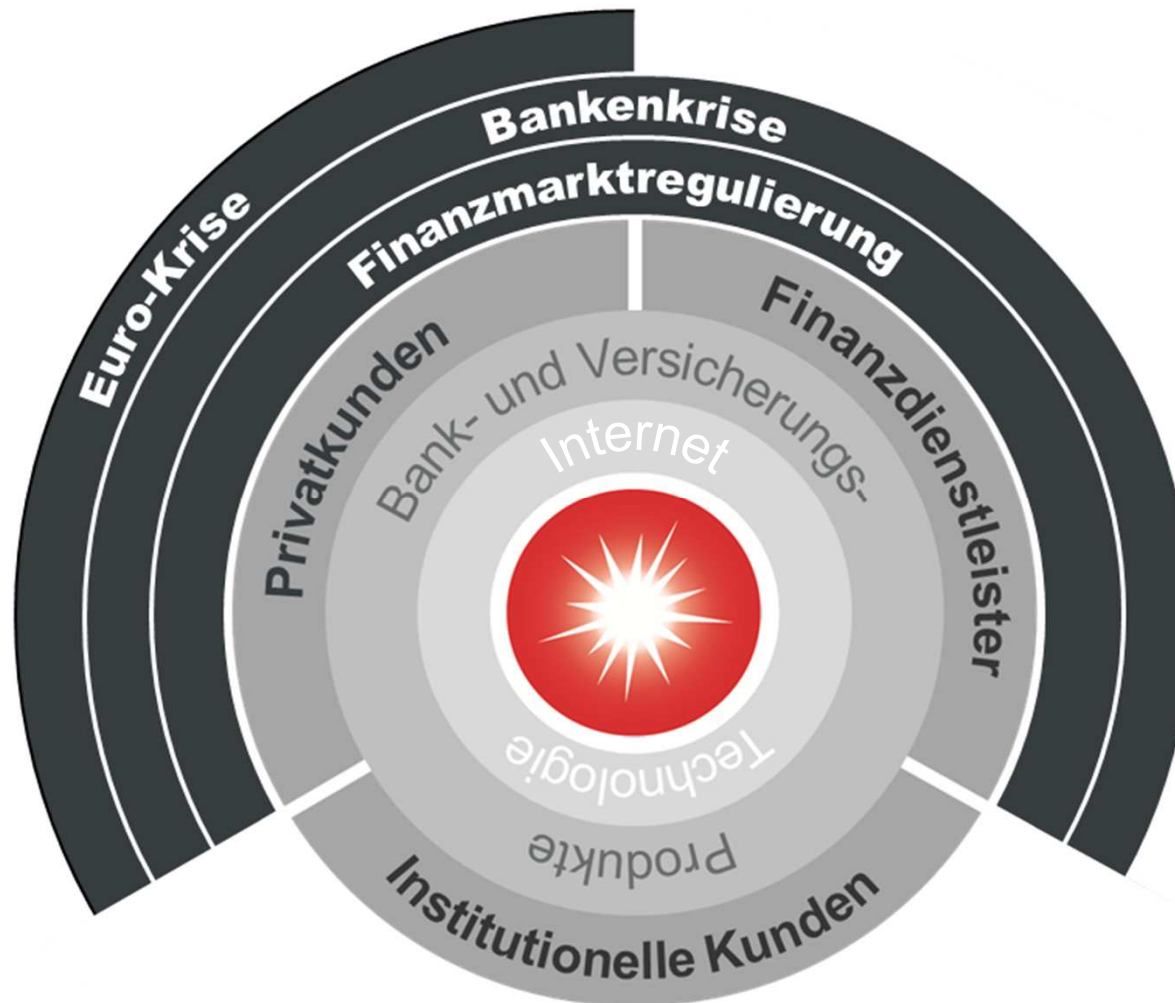 Euro-Krise
Bankenkrise
Finanzmarktregulierung
Privatkunden
Finanzdienstleister
Bank- und Versicherungs-
Internet
Technologie
Produkte
Institutionelle Kunden